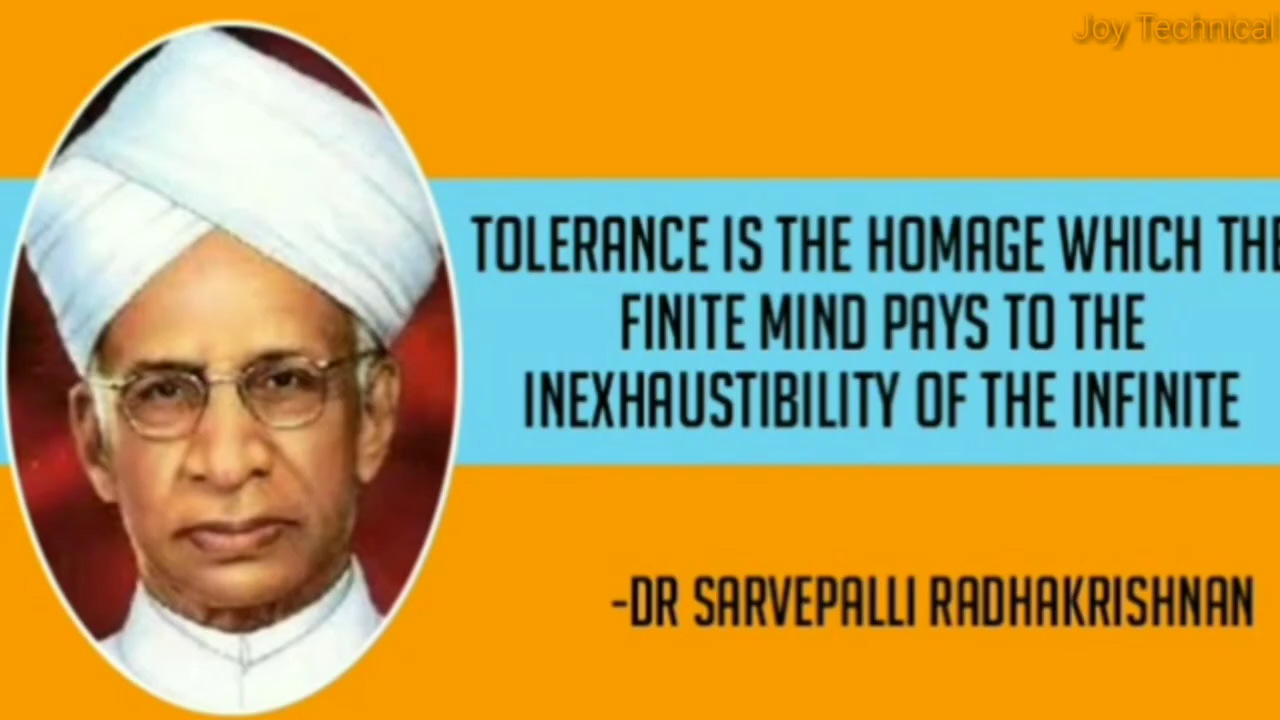 Joy Technical
TOLERANCE IS THE HOMAGE WHICH THE
FINITE MIND PAYS TO THE
INEXHAUSTIBILITY OF THE INFINITE
-DR SARVEPALLI RADHAKRISHNAN